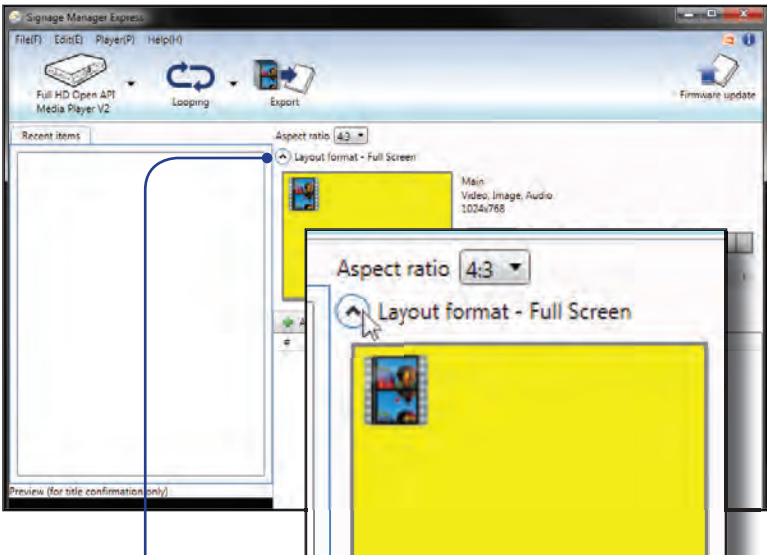 Signage Manager Express
File(F) Edit(E) Player(P) Help(H)
Full HD Open API
Media Player V2
Looping
Export
Firmware update
Recent items
Aspect ratio 4:3
Layout format - Full Screen
Main
Video, Image, Audio
1024x768
Aspect ratio 4:3
Layout format - Full Screen
#
Preview (for title confirmation only)